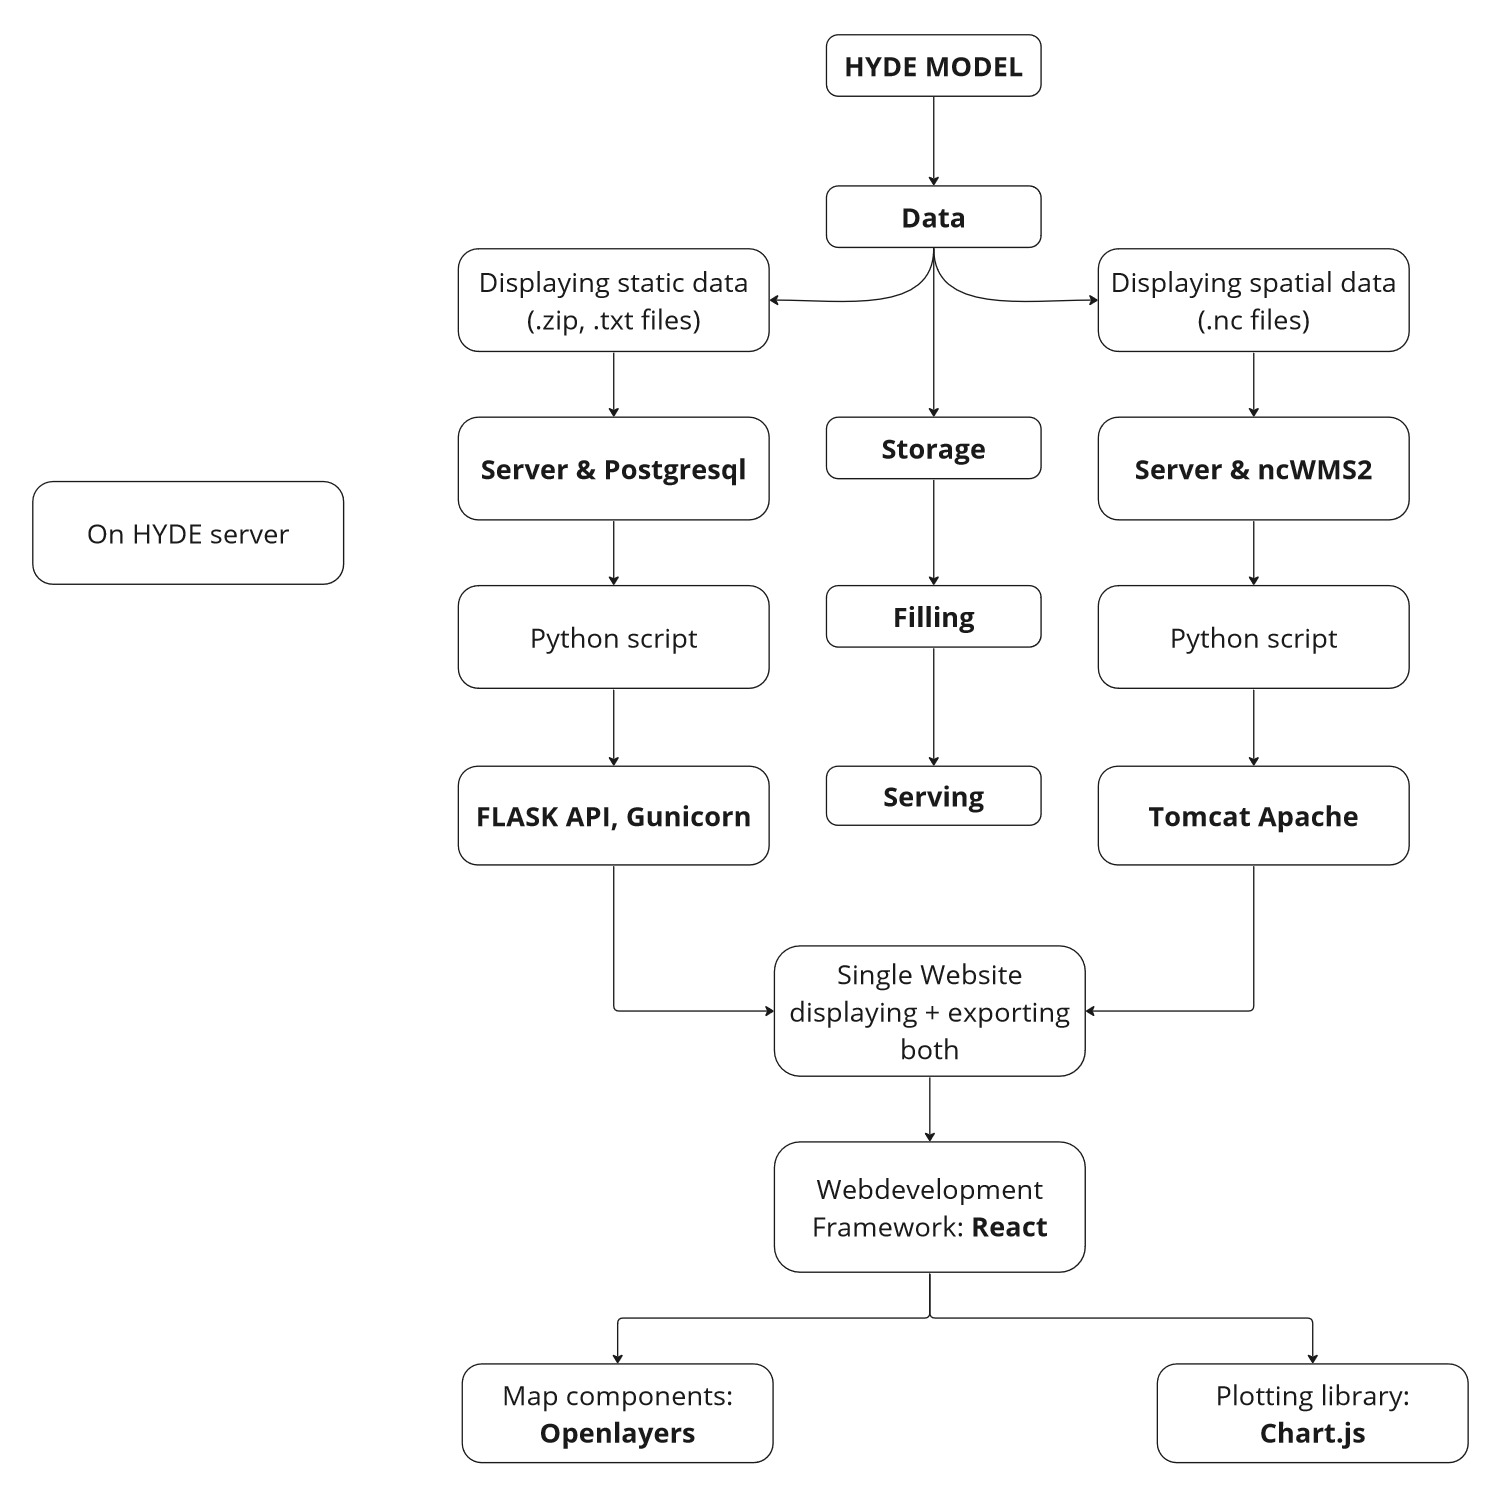 HYDE MODEL
Data
Displaying static data
(.zip, .txt files)
Displaying spatial data
(.nc files)
Server & Postgresql
Storage
Server & ncWMS2
On HYDE server
Python script
Filling
Python script
FLASK API, Gunicorn
Serving
Tomcat Apache
Single Website
displaying + exporting
both
Webdevelopment
Framework: React
Map components:
Openlayers
Plotting library:
Chart.js